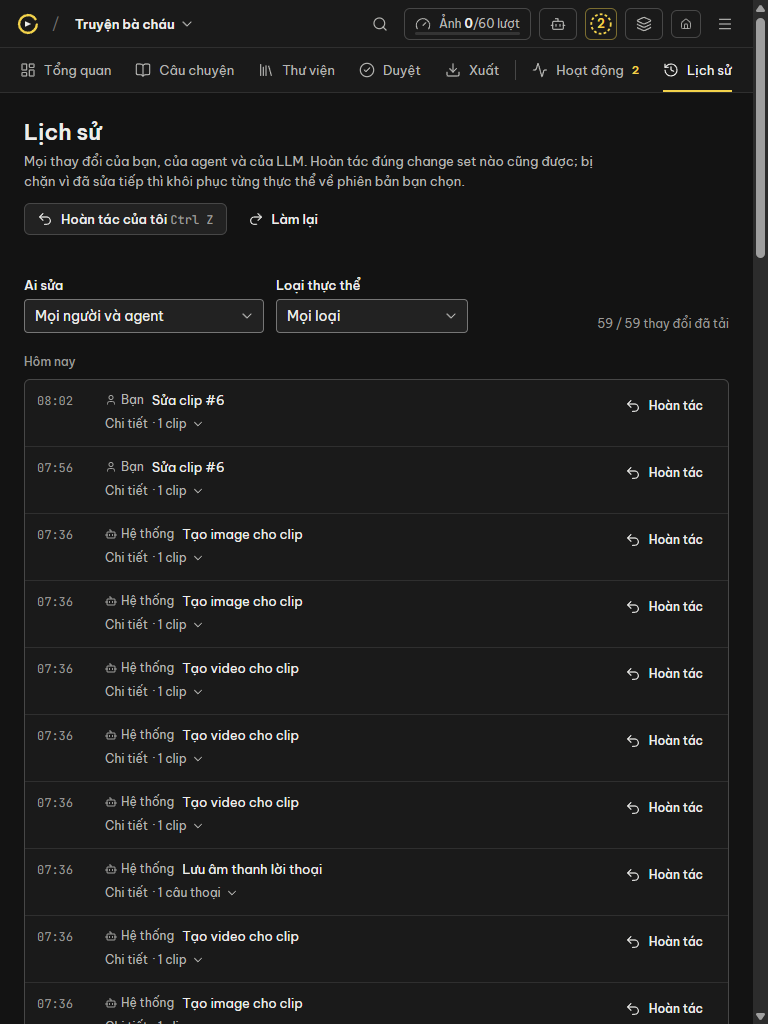 / Truyện bà cháu
Ảnh 0/60 lượt
2
Tổng quan
Câu chuyện
Thư viện
Duyệt
Xuất
Hoạt động 2
Lịch sử
Lịch sử
Mọi thay đổi của bạn, của agent và của LLM. Hoàn tác đúng change set nào cũng được; bị
chặn vì đã sửa tiếp thì khôi phục từng thực thể về phiên bản bạn chọn.
Hoàn tác của tôi Ctrl Z
Làm lại
Ai sửa
Loại thực thể
Mọi người và agent
Mọi loại
59 / 59 thay đổi đã tải
Hôm nay
08:02 Bạn Sửa clip #6 Hoàn tác
Chi tiết · 1 clip
07:56 Bạn Sửa clip #6 Hoàn tác
Chi tiết · 1 clip
07:36 Hệ thống Tạo image cho clip Hoàn tác
Chi tiết · 1 clip
07:36 Hệ thống Tạo image cho clip Hoàn tác
Chi tiết · 1 clip
07:36 Hệ thống Tạo video cho clip Hoàn tác
Chi tiết · 1 clip
07:36 Hệ thống Tạo video cho clip Hoàn tác
Chi tiết · 1 clip
07:36 Hệ thống Tạo video cho clip Hoàn tác
Chi tiết · 1 clip
07:36 Hệ thống Lưu âm thanh lời thoại Hoàn tác
Chi tiết · 1 câu thoại
07:36 Hệ thống Tạo video cho clip Hoàn tác
Chi tiết · 1 clip
07:36 Hệ thống Tạo image cho clip Hoàn tác
Chi tiết · 1 clip